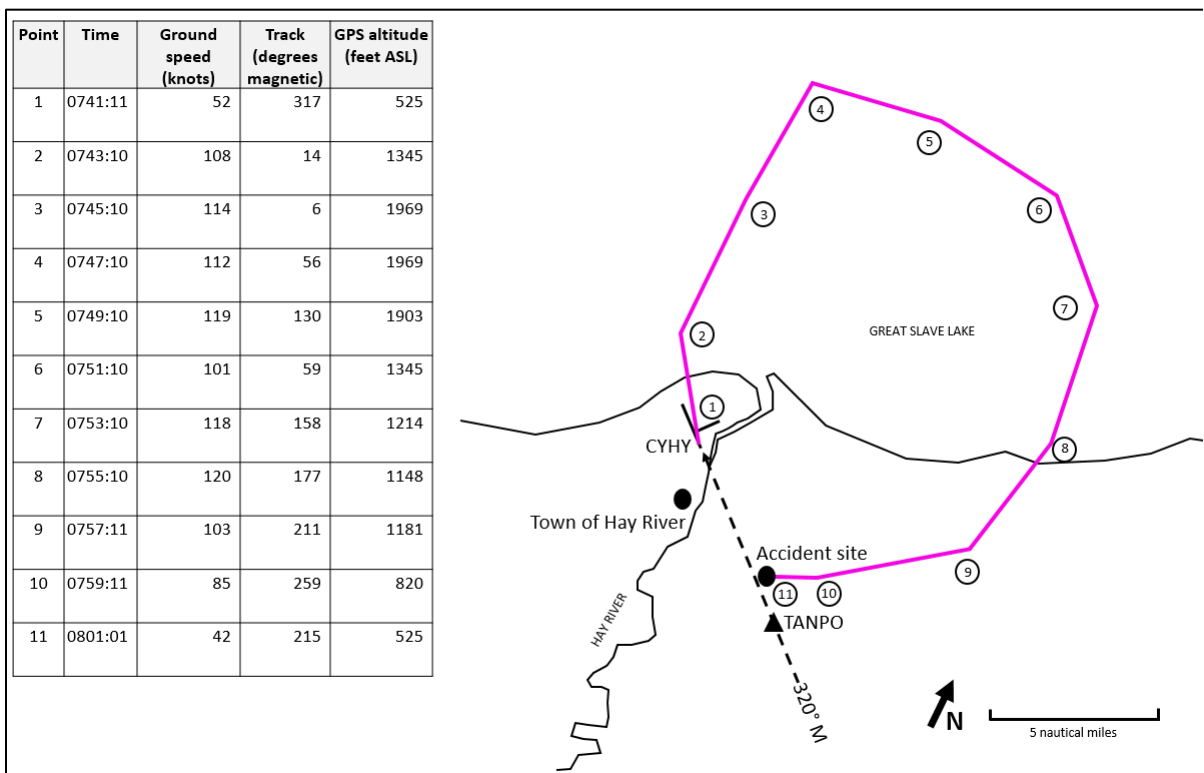 Point Time Ground speed (knots) Track (degrees magnetic) GPS altitude (feet ASL)
1 0741:11 52 317 525
2 0743:10 108 14 1345
3 0745:10 114 6 1969
4 0747:10 112 56 1969
5 0749:10 119 130 1903
6 0751:10 101 59 1345
7 0753:10 118 158 1214
8 0755:10 120 177 1148
9 0757:11 103 211 1181
10 0759:11 85 259 820
11 0801:01 42 215 525
4
5
6
3
7
2
GREAT SLAVE LAKE
1
CYHY
8
Town of Hay River
Accident site
9
11
10
TANPO
HAY RIVER
320° M
N
5 nautical miles